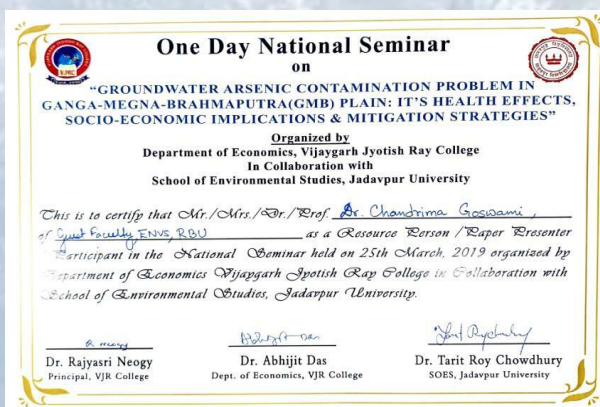 One Day National Seminar
on
“GROUNDWATER ARSENIC CONTAMINATION PROBLEM IN
GANGA-MEGNA-BRAHMAPUTRA(GMB) PLAIN: IT’S HEALTH EFFECTS,
SOCIO-ECONOMIC IMPLICATIONS & MITIGATION STRATEGIES”
Organized by
Department of Economics, Vijaygarh Jyotish Ray College
In Collaboration with
School of Environmental Studies, Jadavpur University
This is to certify that Mr./Mrs./Dr./Prof. Dr. Chandrima Goswami,
of Guest Faculty, ENVS, RBU as a Resource Person / Paper Presenter
Participant in the National Seminar held on 25th March, 2019 organized by
Department of Economics Vijaygarh Jyotish Ray College in Collaboration with
School of Environmental Studies, Jadavpur University.
R Neogy Abhijit Das Tarit Roychowdhury
Dr. Rajyasri Neogy Dr. Abhijit Das Dr. Tarit Roy Chowdhury
Principal, VJR College Dept. of Economics, VJR College SOES, Jadavpur University